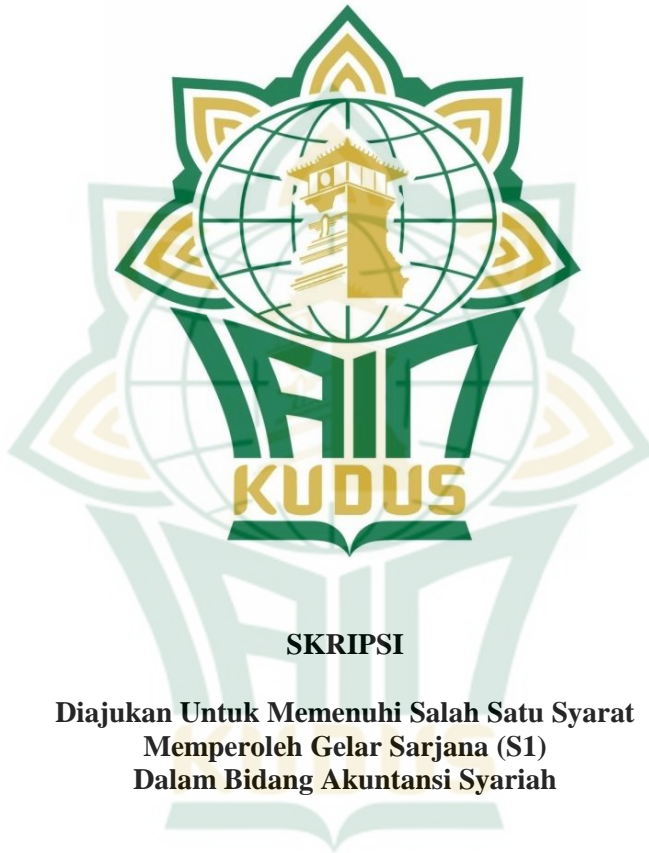 IAIN
KUDUS
SKRIPSI
Diajukan Untuk Memenuhi Salah Satu Syarat
Memperoleh Gelar Sarjana (S1)
Dalam Bidang Akuntansi Syariah